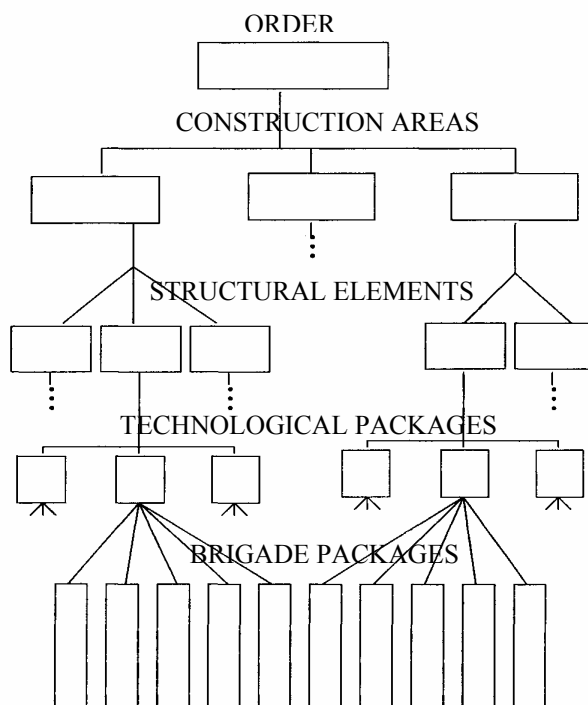 ORDER
CONSTRUCTION AREAS
STRUCTURAL ELEMENTS
TECHNOLOGICAL PACKAGES
BRIGADE PACKAGES